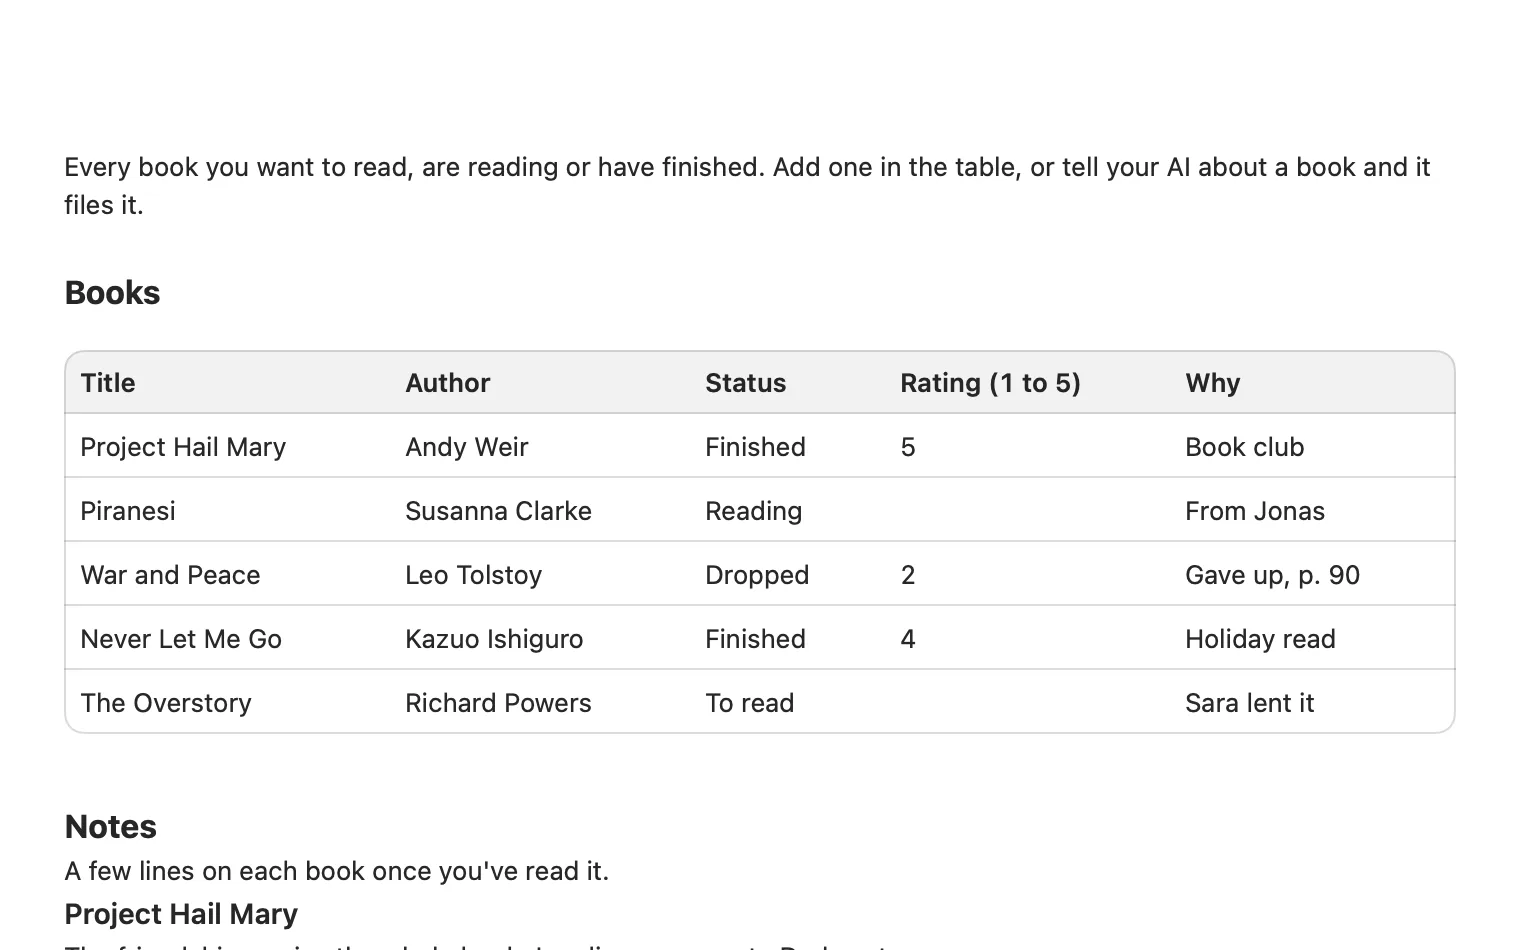 Every book you want to read, are reading or have finished. Add one in the table, or tell your AI about a book and it
files it.
Books
Title Author Status Rating (1 to 5) Why
Project Hail Mary Andy Weir Finished 5 Book club
Piranesi Susanna Clarke Reading From Jonas
War and Peace Leo Tolstoy Dropped 2 Gave up, p. 90
Never Let Me Go Kazuo Ishiguro Finished 4 Holiday read
The Overstory Richard Powers To read Sara lent it
Notes
A few lines on each book once you've read it.
Project Hail Mary